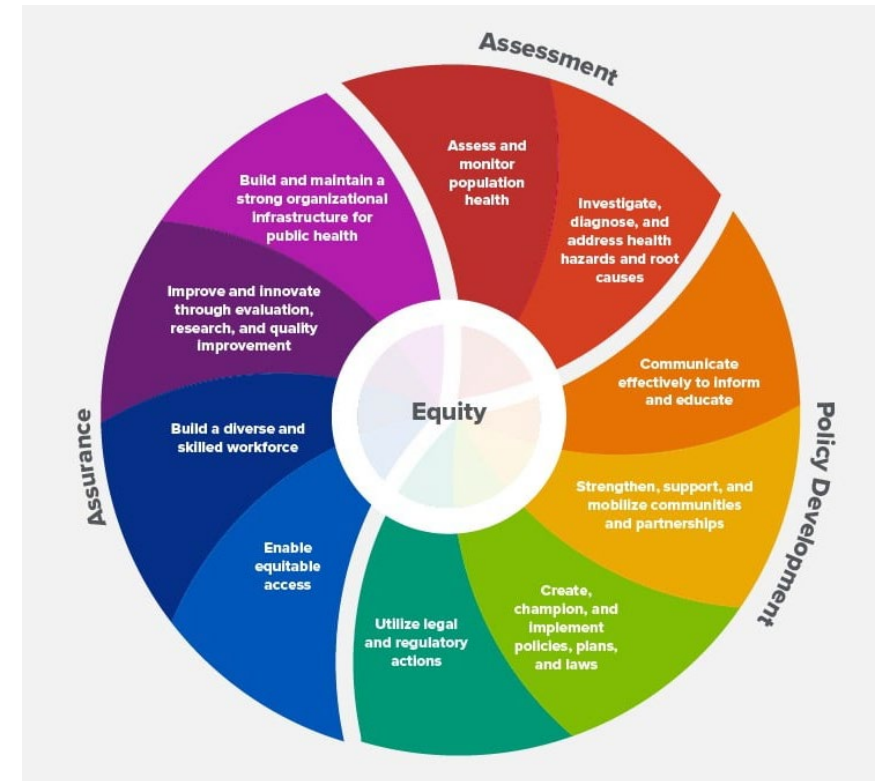 Assessment
Assess and
monitor
population
health
Investigate,
diagnose, and
address health
hazards and root
causes
Policy Development
Communicate
effectively to inform
and educate
Strengthen, support, and
mobilize communities
and partnerships
Create,
champion, and
implement
policies, plans,
and laws
Utilize legal
and regulatory
actions
Assurance
Enable
equitable
access
Build a diverse and
skilled workforce
Improve and innovate
through evaluation,
research, and quality
improvement
Build and maintain a
strong organizational
infrastructure for
public health
Equity